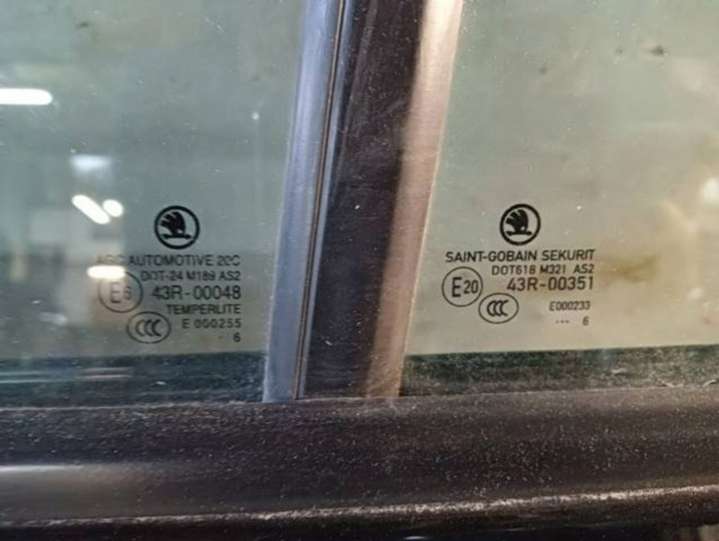 AGC AUTOMOTIVE 20C
DOT-24 M189 AS2
E6 43R-00048
TEMPERLITE
CCC E 000255
6
SAINT-GOBAIN SEKURIT
DOT618 M321 AS2
E20 43R-00351
CCC E000233
... 6